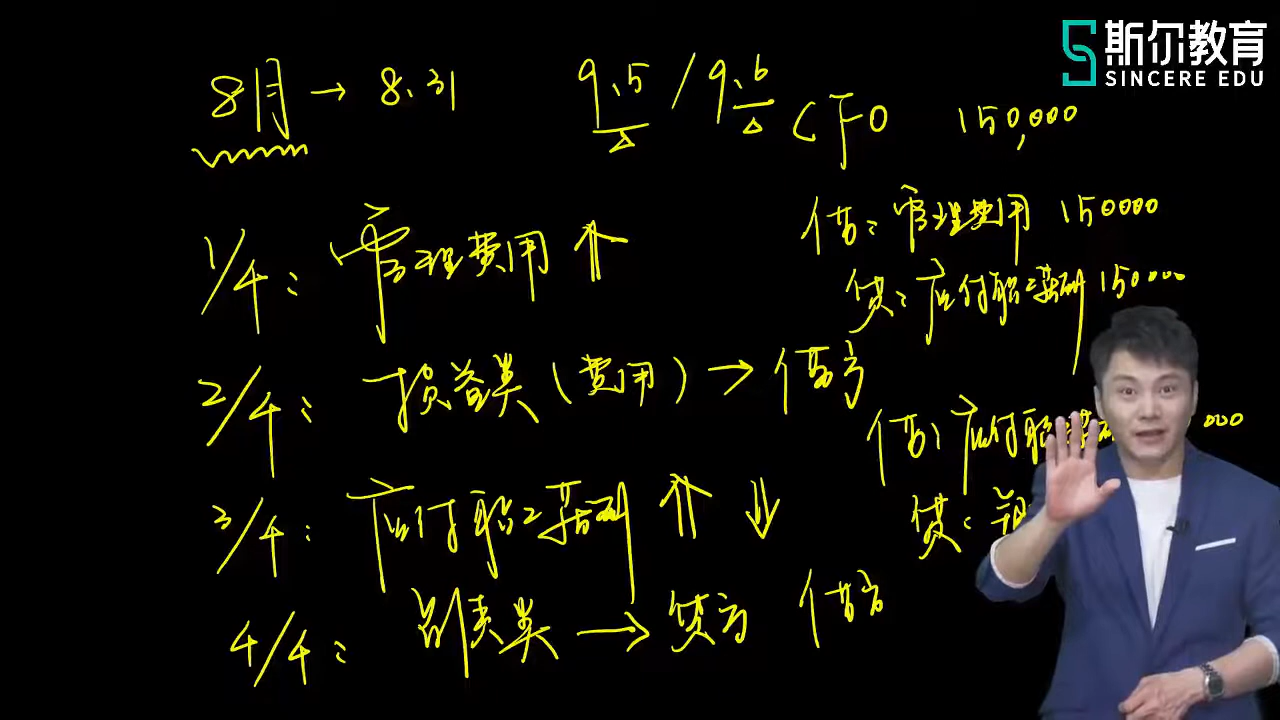 斯尔教育
SINCERE EDU
8月 → 8.31
9.5 / 9.6
CFO 150,000
借: 管理费用 150000
贷: 应付职工薪酬 150000
1/4: 管理费用 ↑
2/4: 损益类 (费用) → 借方
借: 应付职 000
3/4: 应付职工薪酬 ↑ ↓
贷: 银
4/4: 负债类 → 贷方 借方